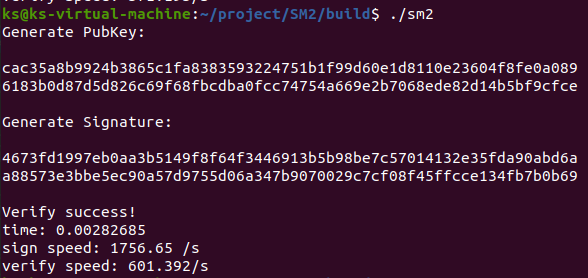 ks@ks-virtual-machine:~/project/SM2/build$ ./sm2
Generate PubKey:
cac35a8b9924b3865c1fa8383593224751b1f99d60e1d8110e23604f8fe0a089
6183b0d87d5d826c69f68fbcdba0fcc74754a669e2b7068ede82d14b5bf9cfce
Generate Signature:
4673fd1997eb0aa3b5149f8f64f3446913b5b98be7c57014132e35fda90abd6a
a88573e3bbe5ec90a57d9755d06a347b9070029c7cf08f45ffcce134fb7b0b69
Verify success!
time: 0.00282685
sign speed: 1756.65 /s
verify speed: 601.392/s